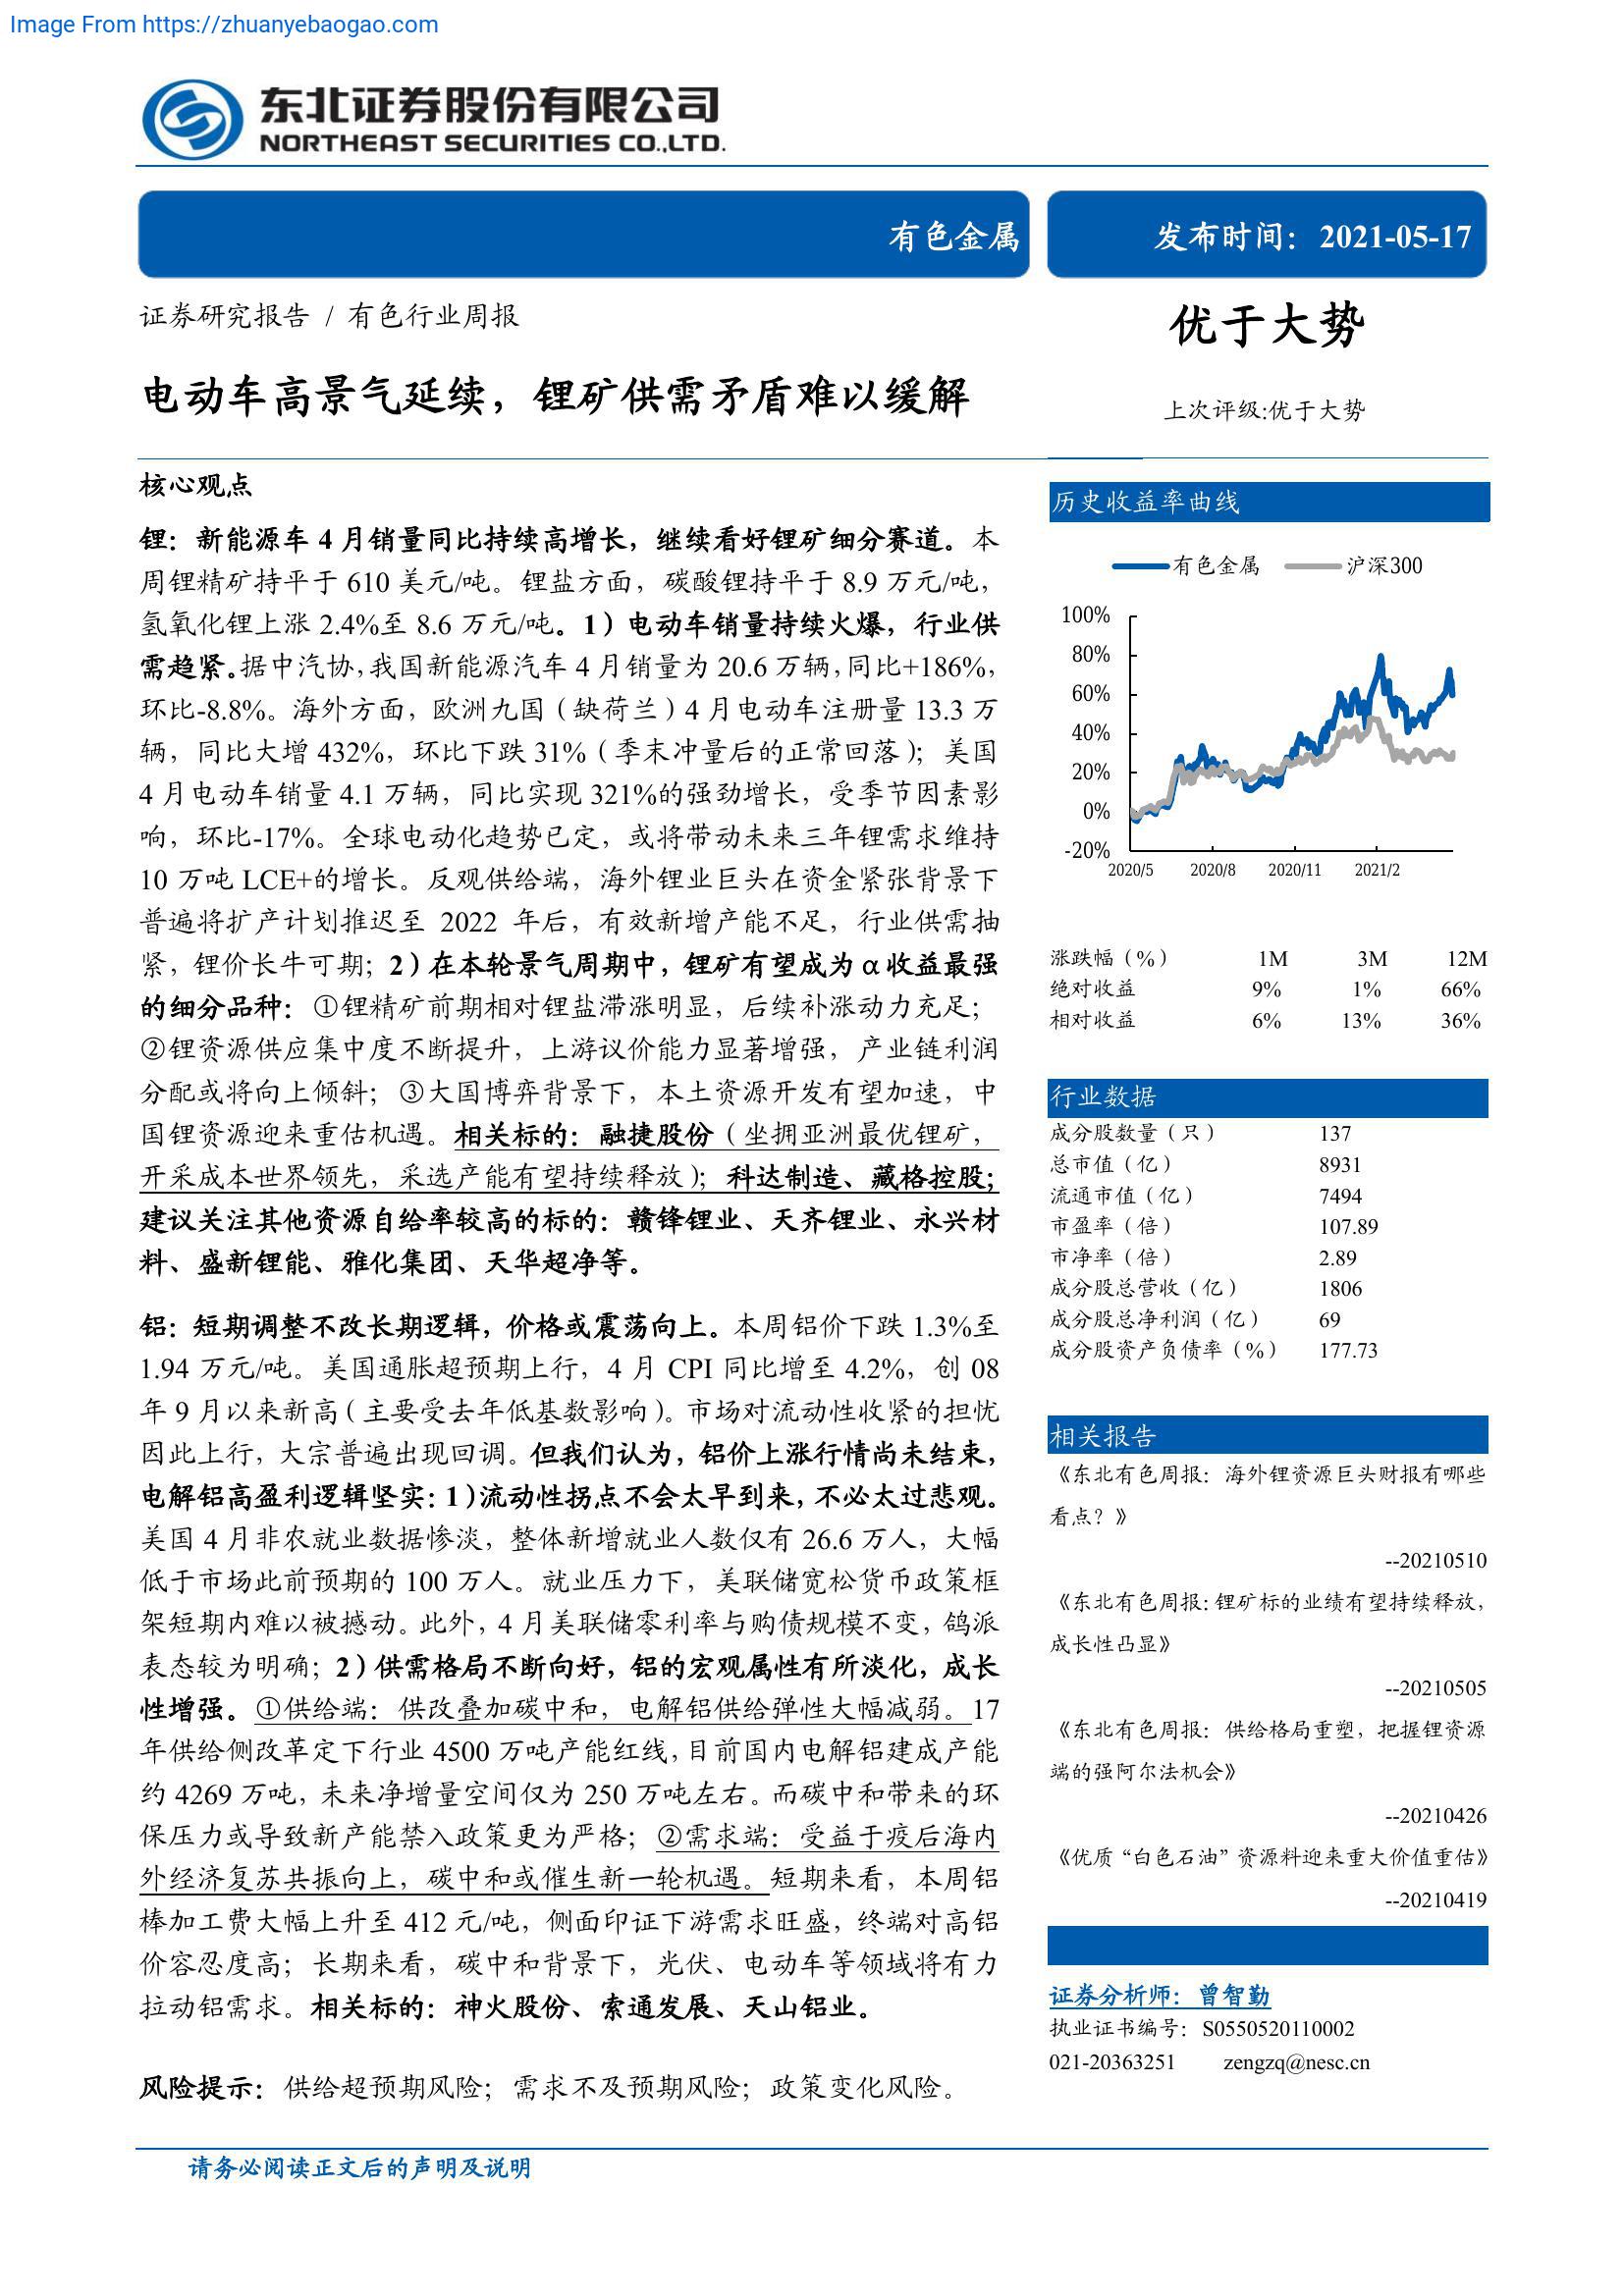 Image From https://zhuanyebaogao.com
东北证券股份有限公司
NORTHEAST SECURITIES CO.,LTD.
有色金属
发布时间：2021-05-17
证券研究报告 / 有色行业周报
电动车高景气延续，锂矿供需矛盾难以缓解
优于大势
上次评级:优于大势
核心观点
锂：新能源车 4 月销量同比持续高增长，继续看好锂矿细分赛道。本
周锂精矿持平于 610 美元/吨。锂盐方面，碳酸锂持平于 8.9 万元/吨，
氢氧化锂上涨 2.4%至 8.6 万元/吨。1）电动车销量持续火爆，行业供
需趋紧。据中汽协，我国新能源汽车 4 月销量为 20.6 万辆，同比+186%，
环比-8.8%。海外方面，欧洲九国（缺荷兰）4 月电动车注册量 13.3 万
辆，同比大增 432%，环比下跌 31%（季末冲量后的正常回落）；美国
4 月电动车销量 4.1 万辆，同比实现 321%的强劲增长，受季节因素影
响，环比-17%。全球电动化趋势已定，或将带动未来三年锂需求维持
10 万吨 LCE+的增长。反观供给端，海外锂业巨头在资金紧张背景下
普遍将扩产计划推迟至 2022 年后，有效新增产能不足，行业供需抽
紧，锂价长牛可期；2）在本轮景气周期中，锂矿有望成为 α 收益最强
的细分品种：①锂精矿前期相对锂盐滞涨明显，后续补涨动力充足；
②锂资源供应集中度不断提升，上游议价能力显著增强，产业链利润
分配或将向上倾斜；③大国博弈背景下，本土资源开发有望加速，中
国锂资源迎来重估机遇。相关标的：融捷股份（坐拥亚洲最优锂矿，
开采成本世界领先，采选产能有望持续释放）；科达制造、藏格控股；
建议关注其他资源自给率较高的标的：赣锋锂业、天齐锂业、永兴材
料、盛新锂能、雅化集团、天华超净等。
铝：短期调整不改长期逻辑，价格或震荡向上。本周铝价下跌 1.3%至
1.94 万元/吨。美国通胀超预期上行，4 月 CPI 同比增至 4.2%，创 08
年 9 月以来新高（主要受去年低基数影响）。市场对流动性收紧的担忧
因此上行，大宗普遍出现回调。但我们认为，铝价上涨行情尚未结束，
电解铝高盈利逻辑坚实：1）流动性拐点不会太早到来，不必太过悲观。
美国 4 月非农就业数据惨淡，整体新增就业人数仅有 26.6 万人，大幅
低于市场此前预期的 100 万人。就业压力下，美联储宽松货币政策框
架短期内难以被撼动。此外，4 月美联储零利率与购债规模不变，鸽派
表态较为明确；2）供需格局不断向好，铝的宏观属性有所淡化，成长
性增强。①供给端：供改叠加碳中和，电解铝供给弹性大幅减弱。17
年供给侧改革定下行业 4500 万吨产能红线，目前国内电解铝建成产能
约 4269 万吨，未来净增量空间仅为 250 万吨左右。而碳中和带来的环
保压力或导致新产能禁入政策更为严格；②需求端：受益于疫后海内
外经济复苏共振向上，碳中和或催生新一轮机遇。短期来看，本周铝
棒加工费大幅上升至 412 元/吨，侧面印证下游需求旺盛，终端对高铝
价容忍度高；长期来看，碳中和背景下，光伏、电动车等领域将有力
拉动铝需求。相关标的：神火股份、索通发展、天山铝业。
风险提示：供给超预期风险；需求不及预期风险；政策变化风险。
历史收益率曲线
有色金属 沪深300
100%
80%
60%
40%
20%
0%
-20%
2020/5 2020/8 2020/11 2021/2
涨跌幅（%） 1M 3M 12M
绝对收益 9% 1% 66%
相对收益 6% 13% 36%
行业数据
成分股数量（只） 137
总市值（亿） 8931
流通市值（亿） 7494
市盈率（倍） 107.89
市净率（倍） 2.89
成分股总营收（亿） 1806
成分股总净利润（亿） 69
成分股资产负债率（%） 177.73
相关报告
《东北有色周报：海外锂资源巨头财报有哪些
看点？》
--20210510
《东北有色周报：锂矿标的业绩有望持续释放，
成长性凸显》
--20210505
《东北有色周报：供给格局重塑，把握锂资源
端的强阿尔法机会》
--20210426
《优质“白色石油”资源料迎来重大价值重估》
--20210419
证券分析师：曾智勤
执业证书编号：S0550520110002
021-20363251 zengzq@nesc.cn
请务必阅读正文后的声明及说明